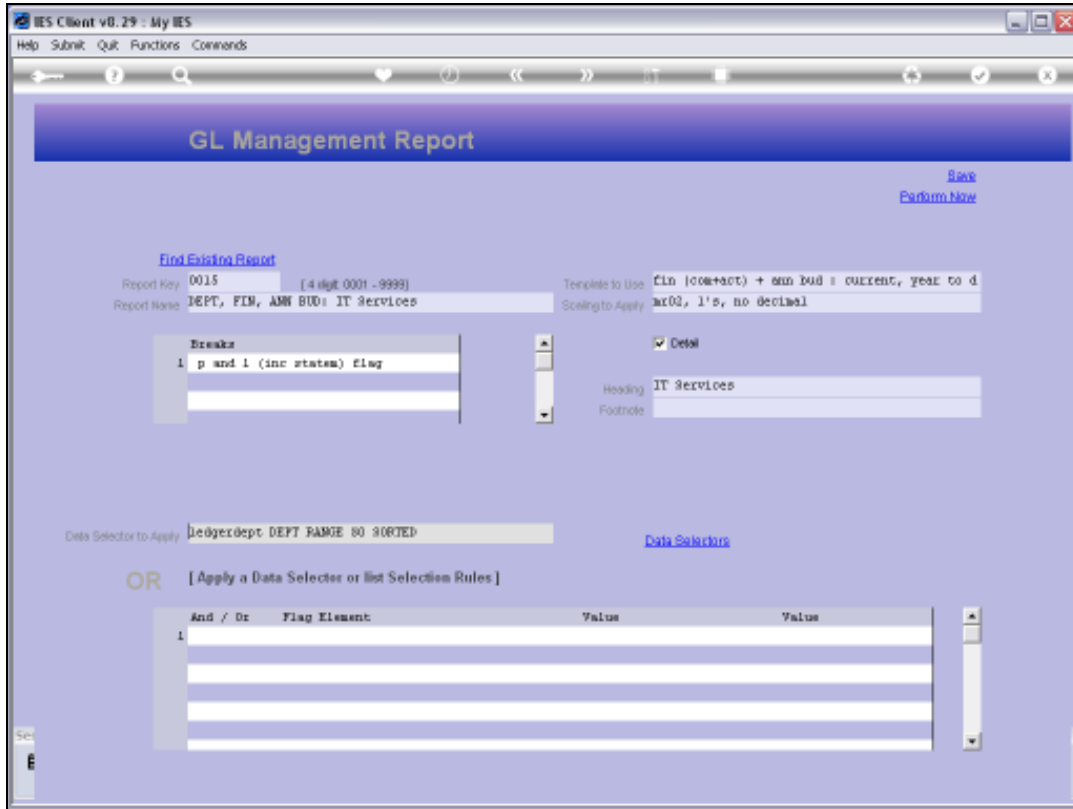 IES Client v8.29 : My IES
Help Submit Quit Functions Commands
GL Management Report
Save
Perform Now
Find Existing Report
Report Key 0015 [ 4 digit: 0001 - 9999] Template to Use fin (com+act) + ann bud : current, year to d
Report Name DEPT, FIN, ANN BUD: IT Services Scaling to Apply mr02, 1's, no decimal
Breaks Detail
1 p and l (inc statem) flag
Heading IT Services
Footnote
Data Selector to Apply ledgerdept DEPT RANGE 80 SORTED
Data Selectors
OR [ Apply a Data Selector or list Selection Rules ]
And / Or Flag Element Value Value
1